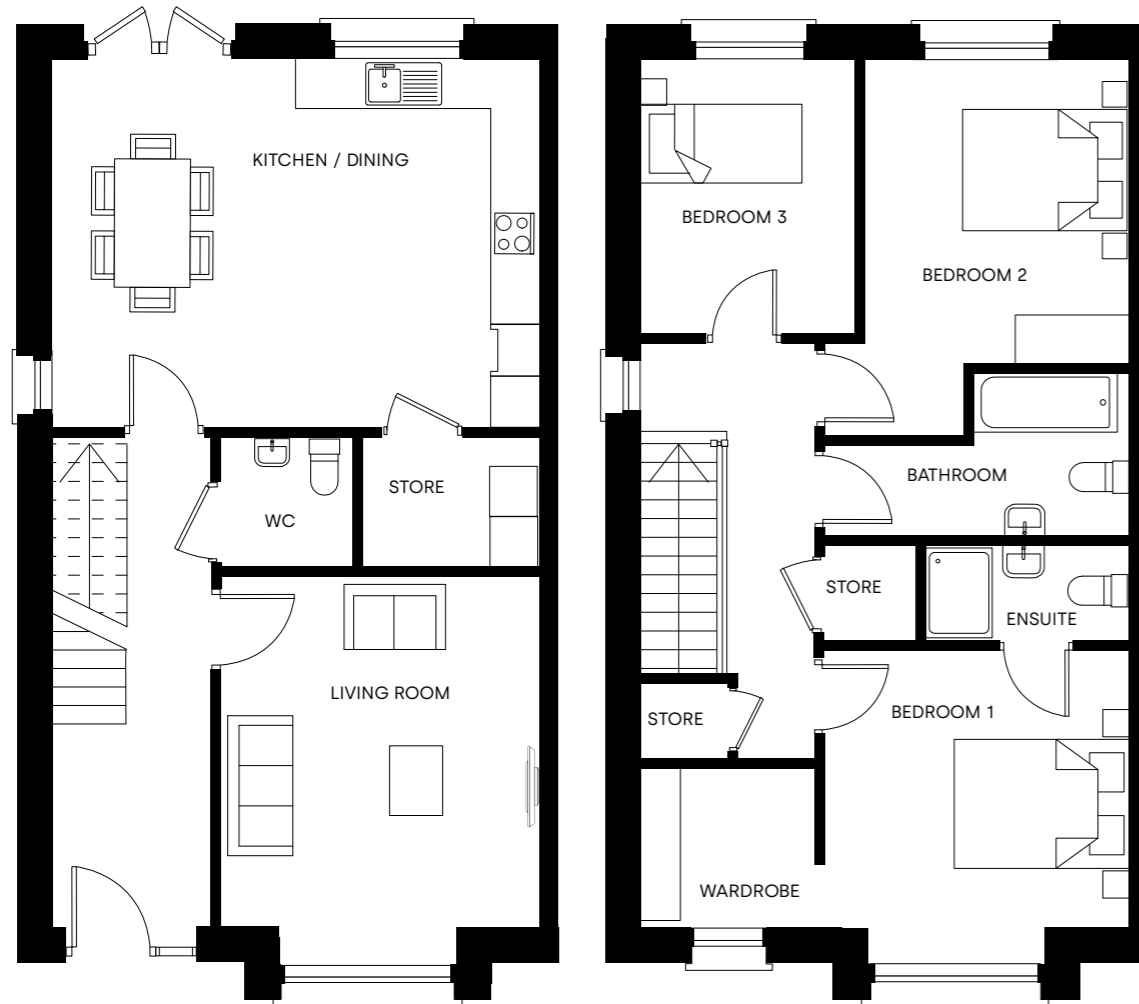 KITCHEN / DINING
STORE
WC
LIVING ROOM
BEDROOM 3
BEDROOM 2
BATHROOM
STORE
ENSUITE
STORE
BEDROOM 1
WARDROBE